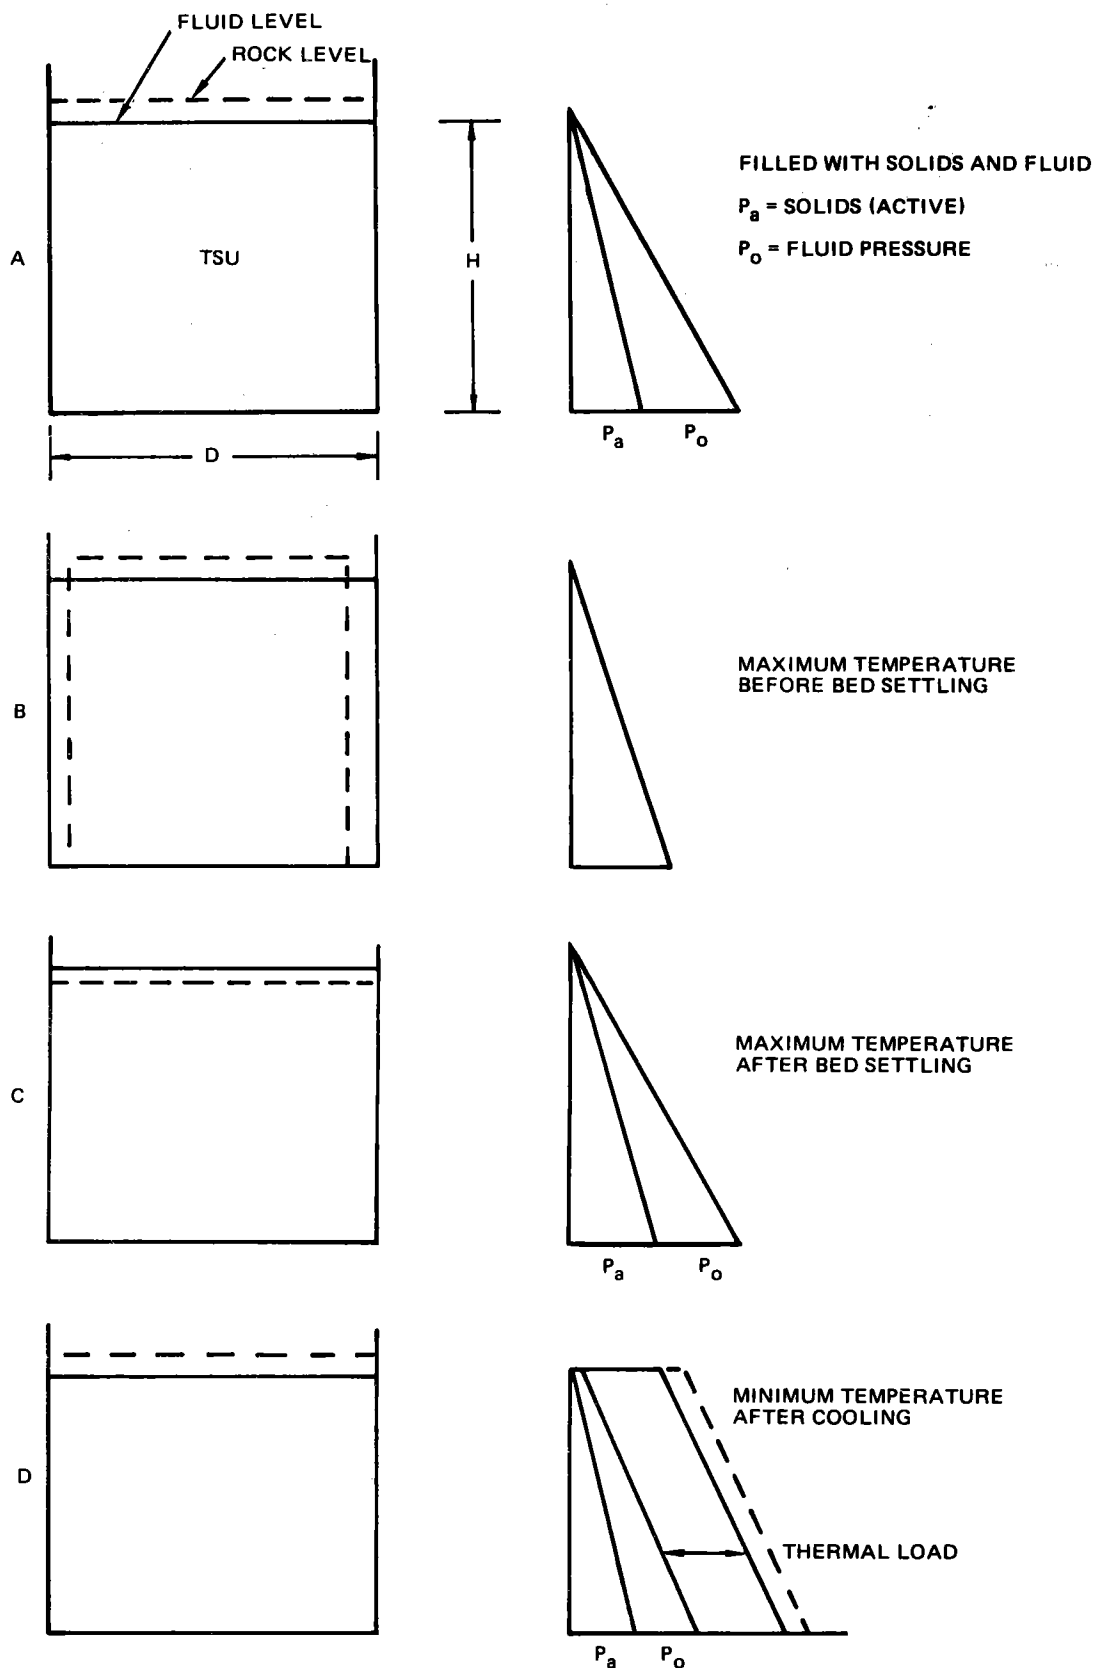 FLUID LEVEL
ROCK LEVEL
A
TSU
H
D
FILLED WITH SOLIDS AND FLUID
Pa = SOLIDS (ACTIVE)
Po = FLUID PRESSURE
Pa
Po
B
MAXIMUM TEMPERATURE
BEFORE BED SETTLING
C
MAXIMUM TEMPERATURE
AFTER BED SETTLING
Pa
Po
D
MINIMUM TEMPERATURE
AFTER COOLING
THERMAL LOAD
Pa
Po